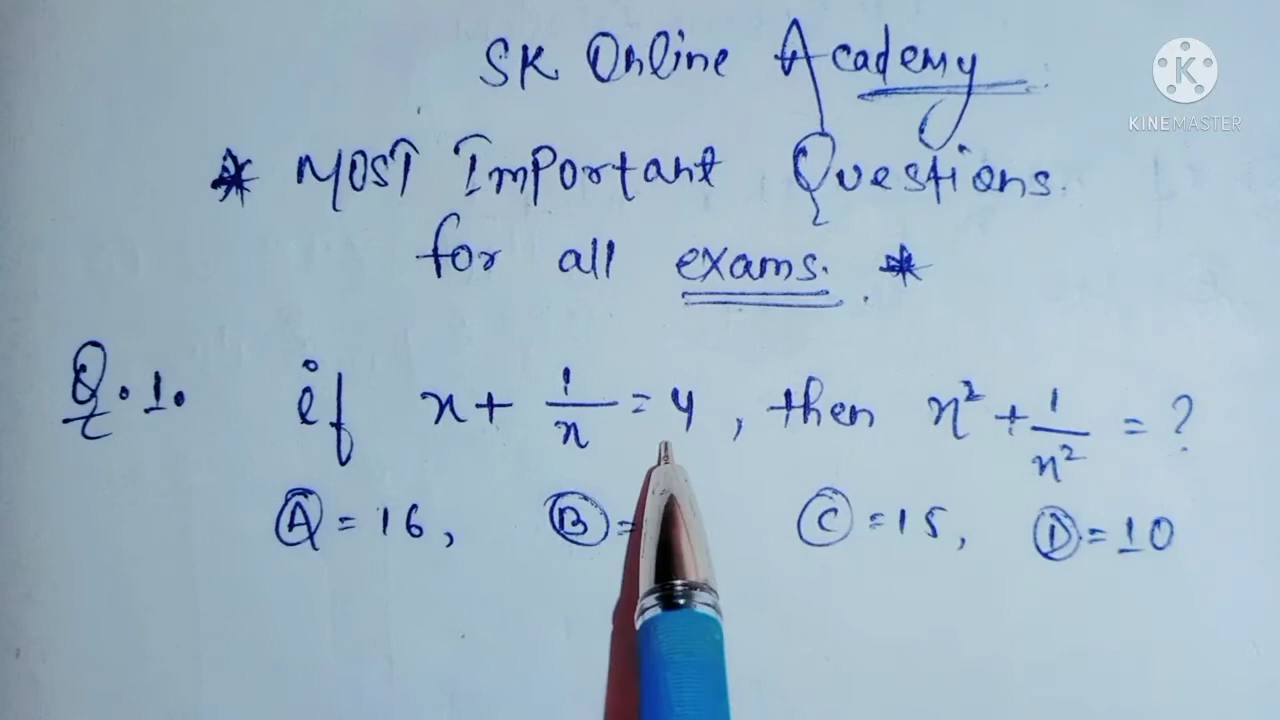 SK Online Academy
K
KINEMASTER
* MOST Important Questions.
for all exams. *
Q.1. if x + 1/x = 4, then x² + 1/x² = ?
Ⓐ = 16, Ⓑ = Ⓒ = 15, Ⓓ = 10